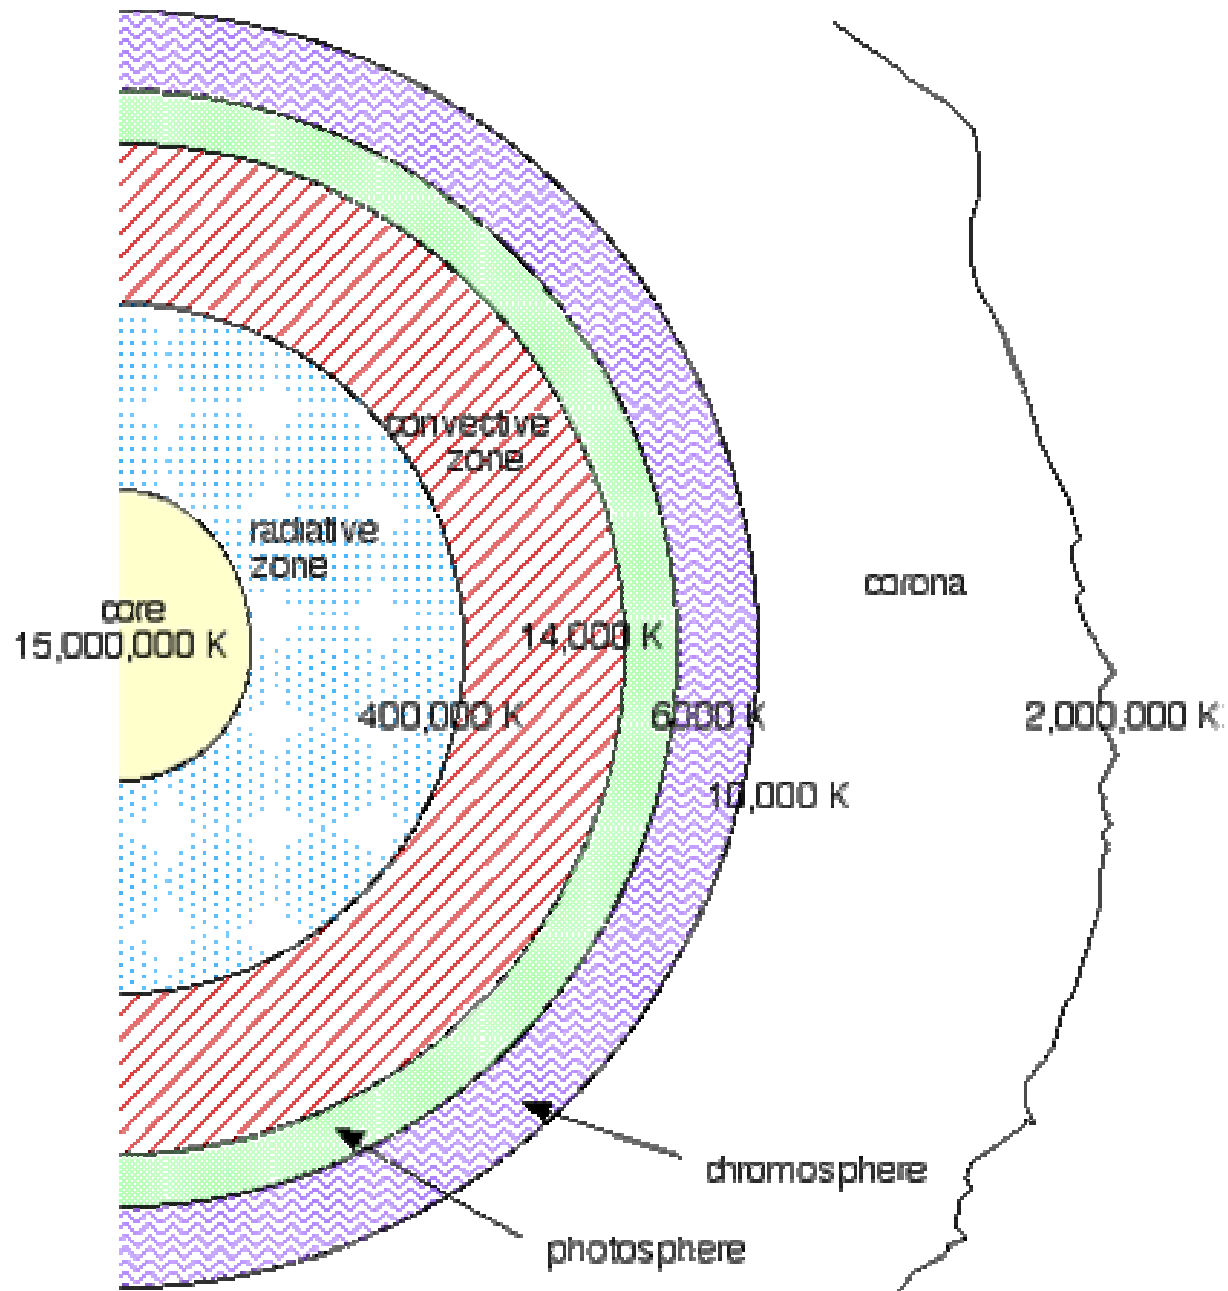 convective
zone
radiative
zone
core
15,000,000 K
corona
14,000 K
400,000 K
6000 K
2,000,000 K
10,000 K
chromosphere
photosphere